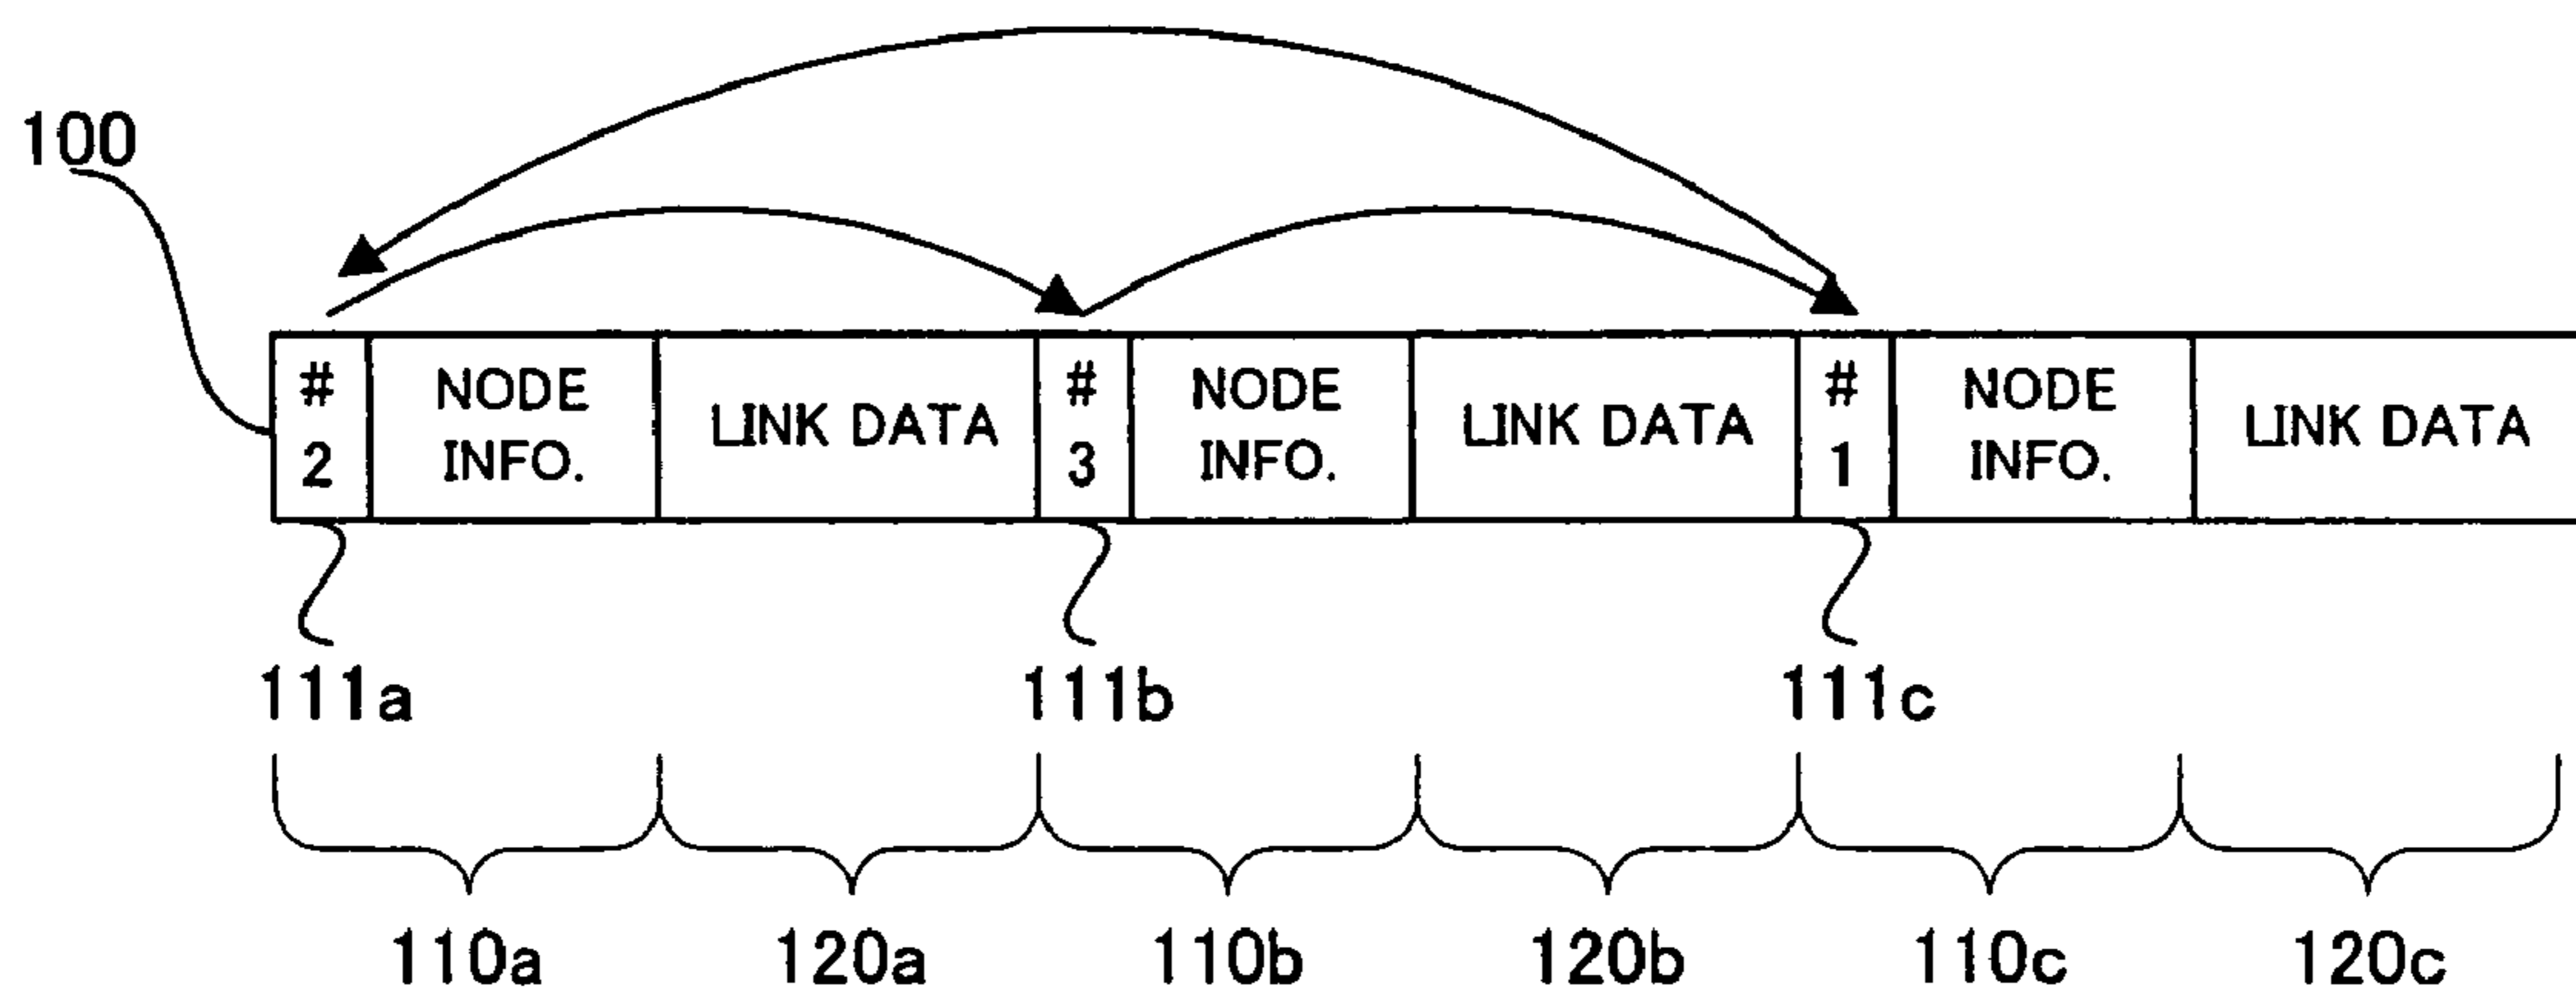 100
# NODE # NODE # NODE
LINK DATA LINK DATA LINK DATA
2 INFO. 3 INFO. 1 INFO.
111a 111b 111c
110a 120a 110b 120b 110c 120c